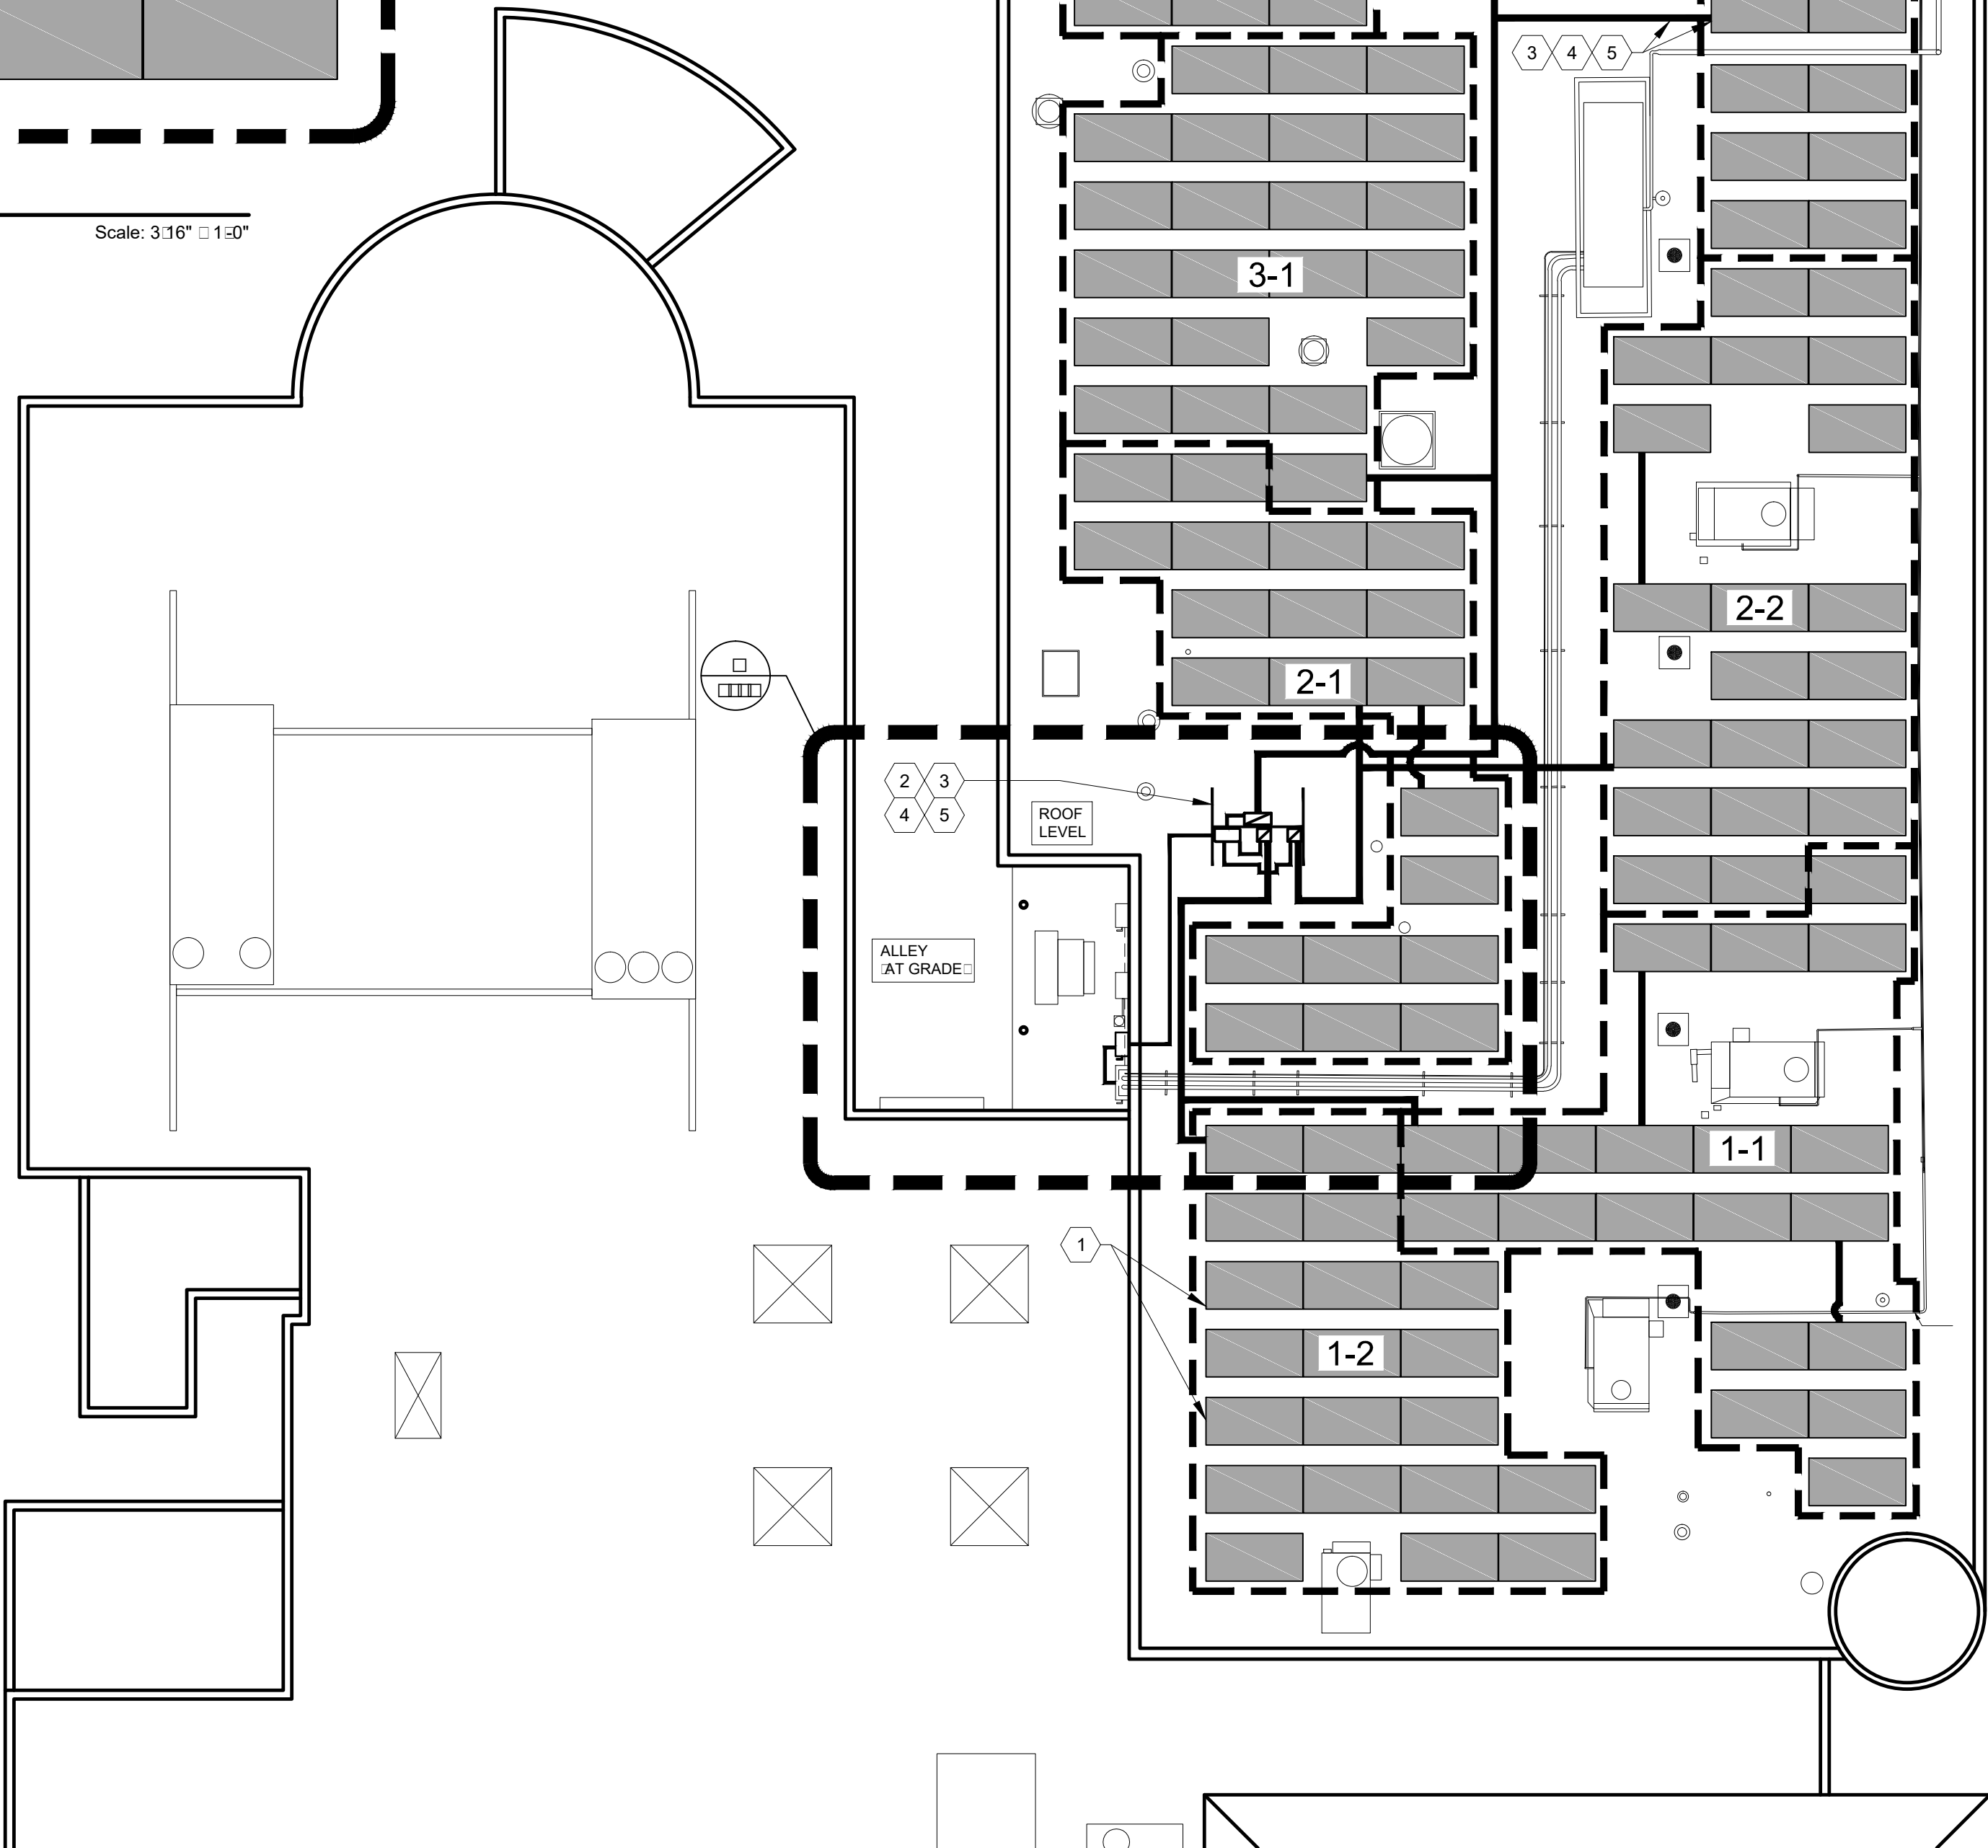 3 4 5
Scale: 3□16" □ 1□-0"
3-1
2-2
2-1
2 3
4 5
ROOF
LEVEL
ALLEY
□AT GRADE□
1-1
1
1-2